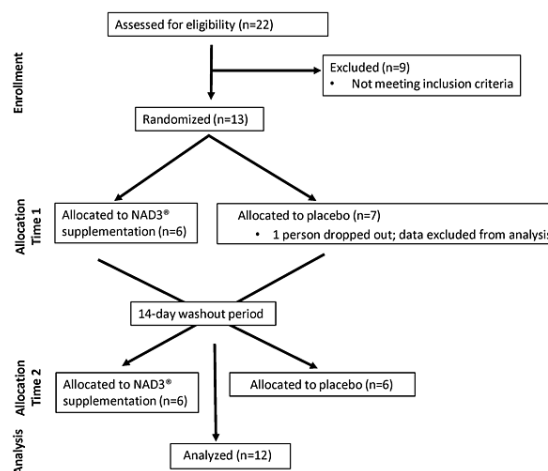 Assessed for eligibility (n=22)
Enrollment
Excluded (n=9)
• Not meeting inclusion criteria
Randomized (n=13)
Allocation
Time 1
Allocated to NAD3®
supplementation (n=6)
Allocated to placebo (n=7)
• 1 person dropped out; data excluded from analysis
14-day washout period
Allocation
Time 2
Allocated to NAD3®
supplementation (n=6)
Allocated to placebo (n=6)
Analysis
Analyzed (n=12)